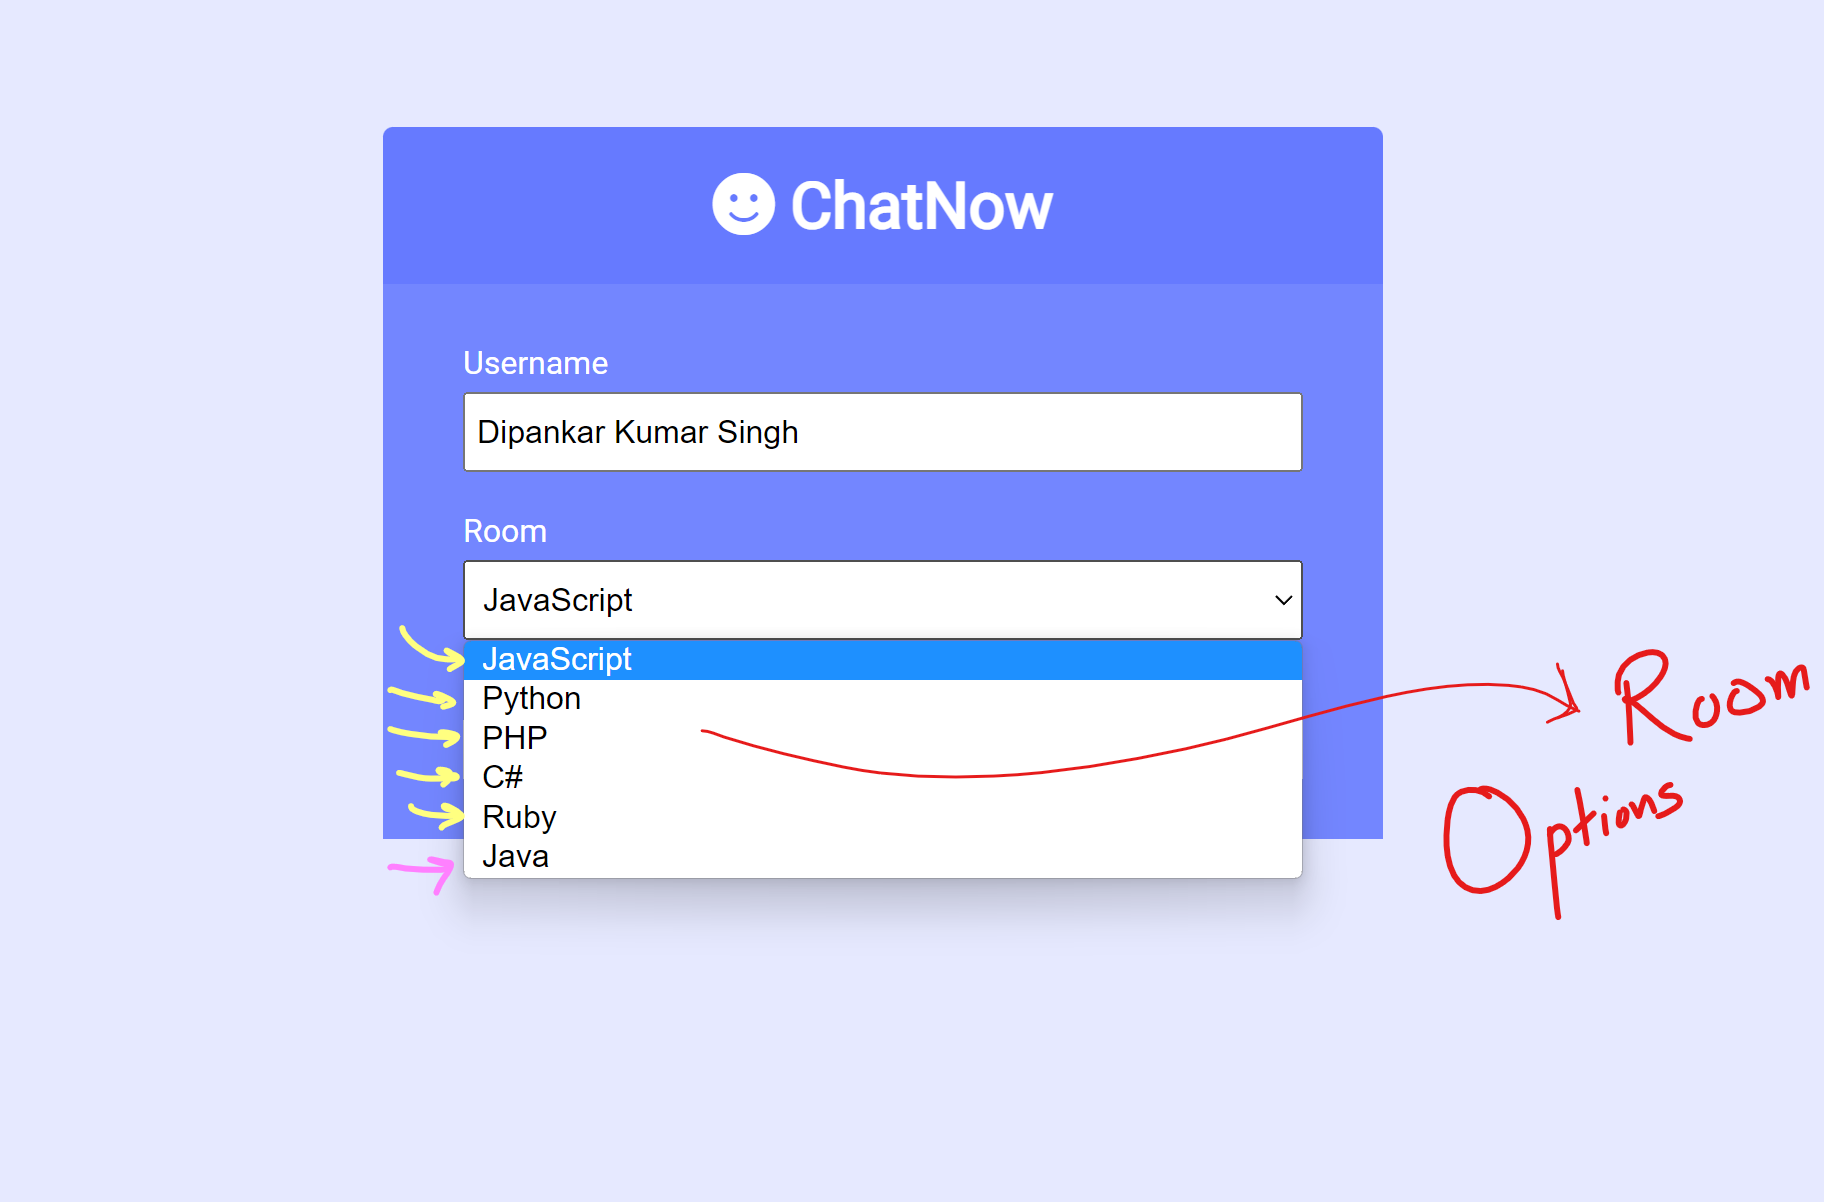 ChatNow
Username
Dipankar Kumar Singh
Room
JavaScript
JavaScript
Python
PHP
C#
Ruby
Java
Room
Options